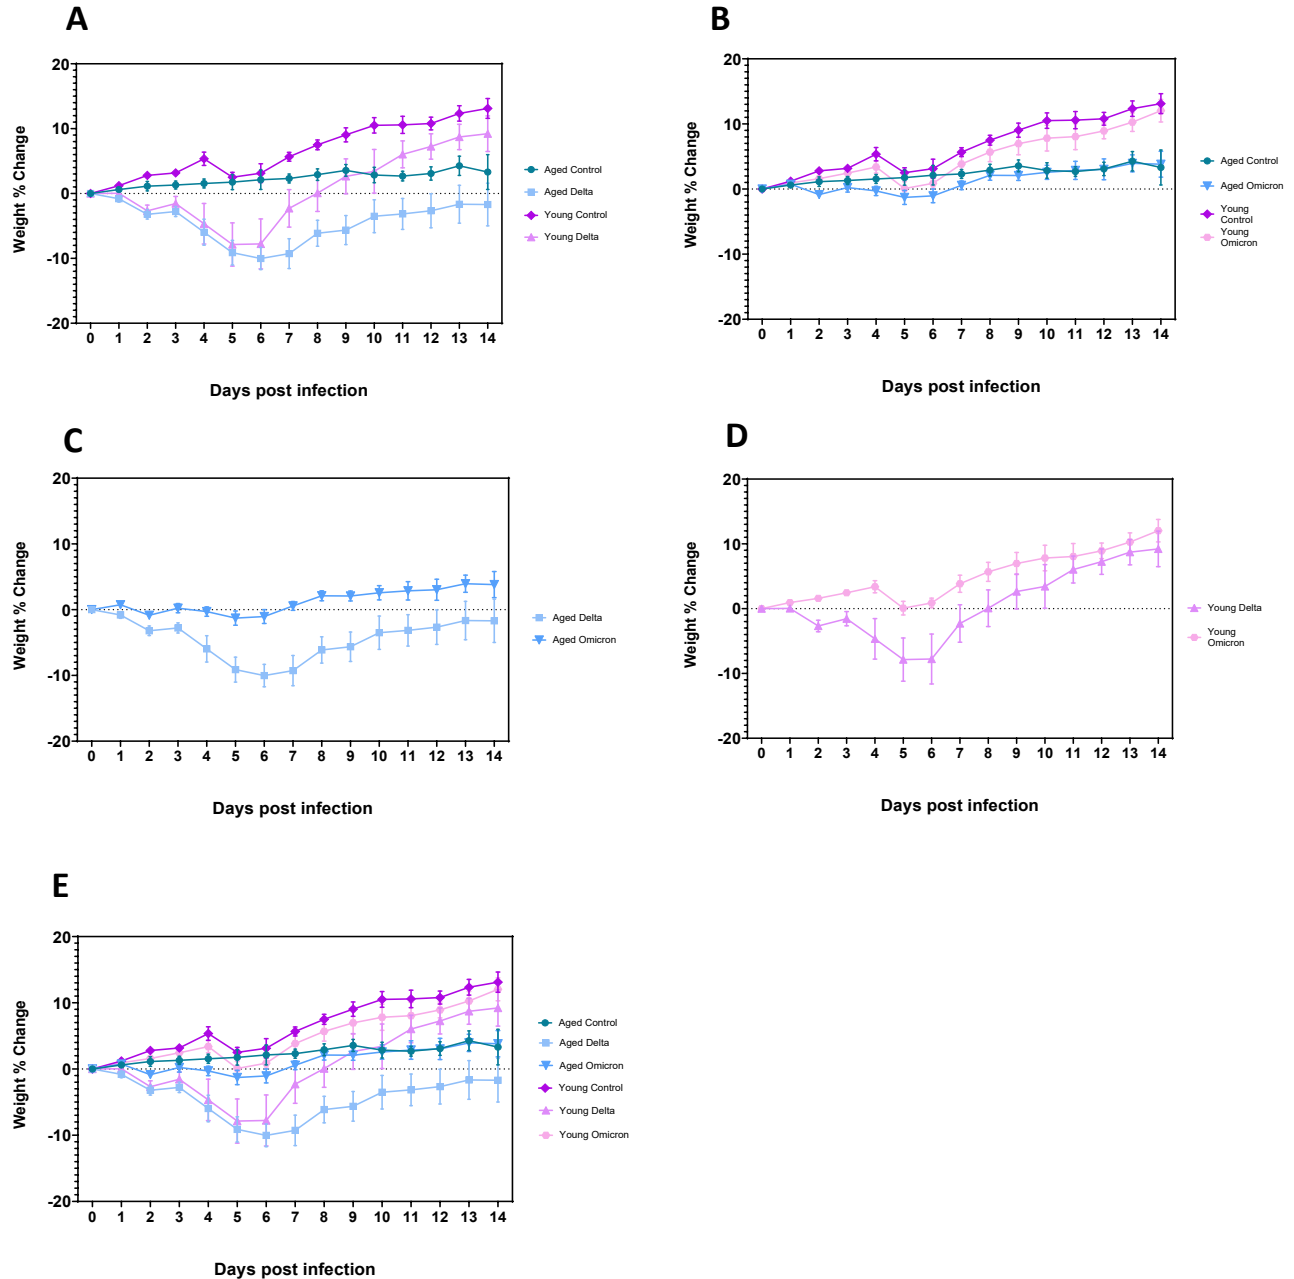 A
20
10
0
-10
-20
Weight % Change
0 1 2 3 4 5 6 7 8 9 10 11 12 13 14
Days post infection
Aged Control
Aged Delta
Young Control
Young Delta
B
20
10
0
-10
-20
Weight % Change
0 1 2 3 4 5 6 7 8 9 10 11 12 13 14
Days post infection
Aged Control
Aged Omicron
Young
Control
Young
Omicron
C
20
10
0
-10
-20
Weight % Change
0 1 2 3 4 5 6 7 8 9 10 11 12 13 14
Days post infection
Aged Delta
Aged Omicron
D
20
10
0
-10
-20
Weight % Change
0 1 2 3 4 5 6 7 8 9 10 11 12 13 14
Days post infection
Young Delta
Young
Omicron
E
20
10
0
-10
-20
Weight % Change
0 1 2 3 4 5 6 7 8 9 10 11 12 13 14
Days post infection
Aged Control
Aged Delta
Aged Omicron
Young Control
Young Delta
Young Omicron